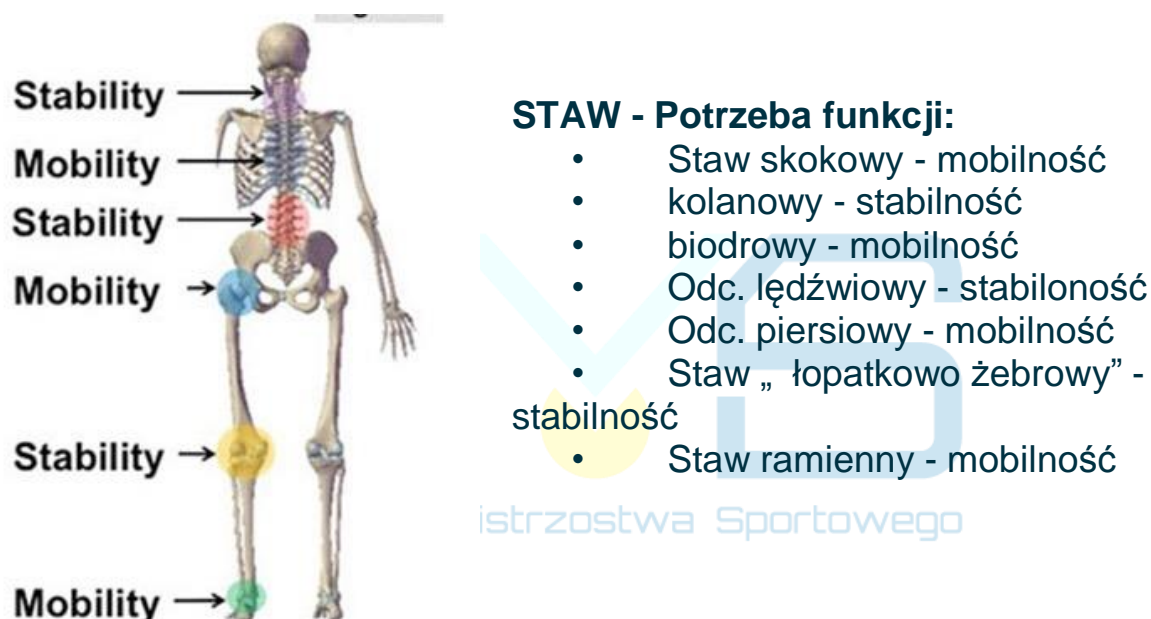 Stability
Mobility
Stability
Mobility
Stability
Mobility
STAW - Potrzeba funkcji:
• Staw skokowy - mobilność
• kolanowy - stabilność
• biodrowy - mobilność
• Odc. lędźwiowy - stabiloność
• Odc. piersiowy - mobilność
• Staw „ łopatkowo żebrowy” -
stabilność
• Staw ramienny - mobilność
istrzostwa Sportowego